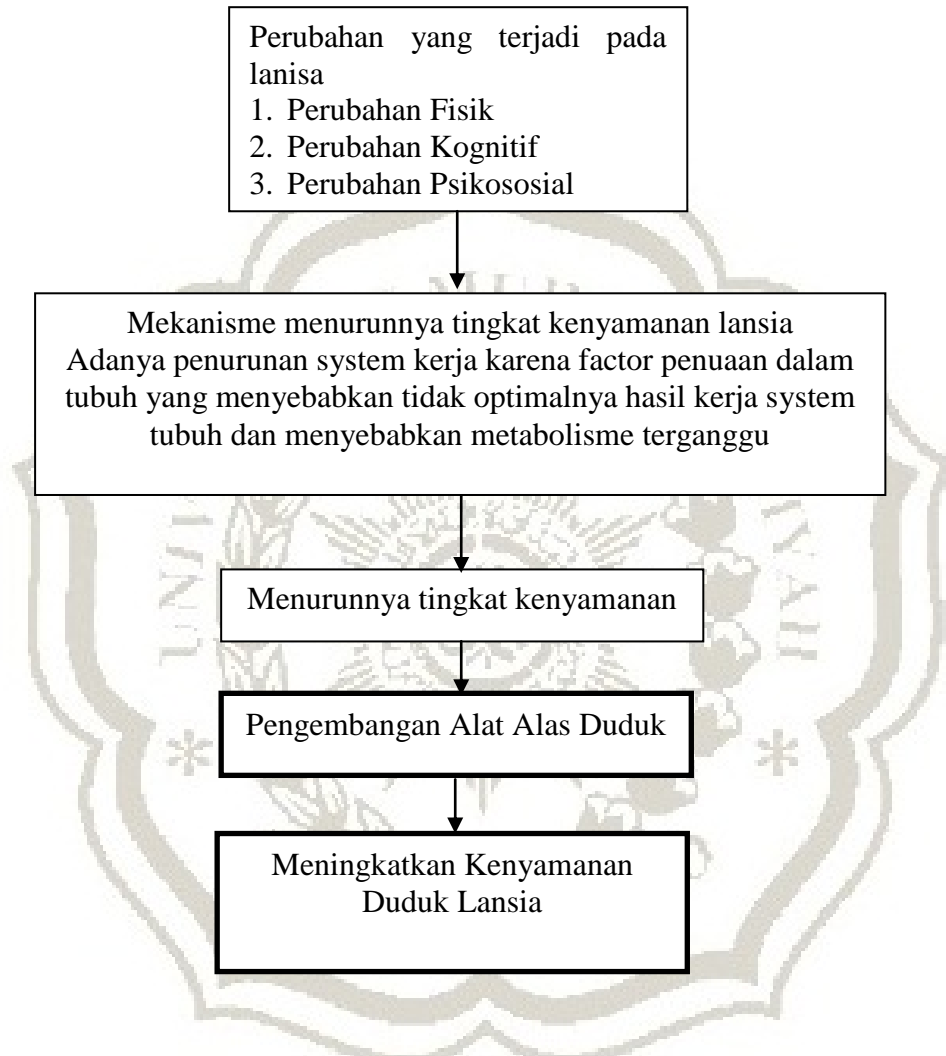 Perubahan yang terjadi pada
lanisa
1. Perubahan Fisik
2. Perubahan Kognitif
3. Perubahan Psikososial
Mekanisme menurunnya tingkat kenyamanan lansia
Adanya penurunan system kerja karena factor penuaan dalam
tubuh yang menyebabkan tidak optimalnya hasil kerja system
tubuh dan menyebabkan metabolisme terganggu
Menurunnya tingkat kenyamanan
Pengembangan Alat Alas Duduk
Meningkatkan Kenyamanan
Duduk Lansia